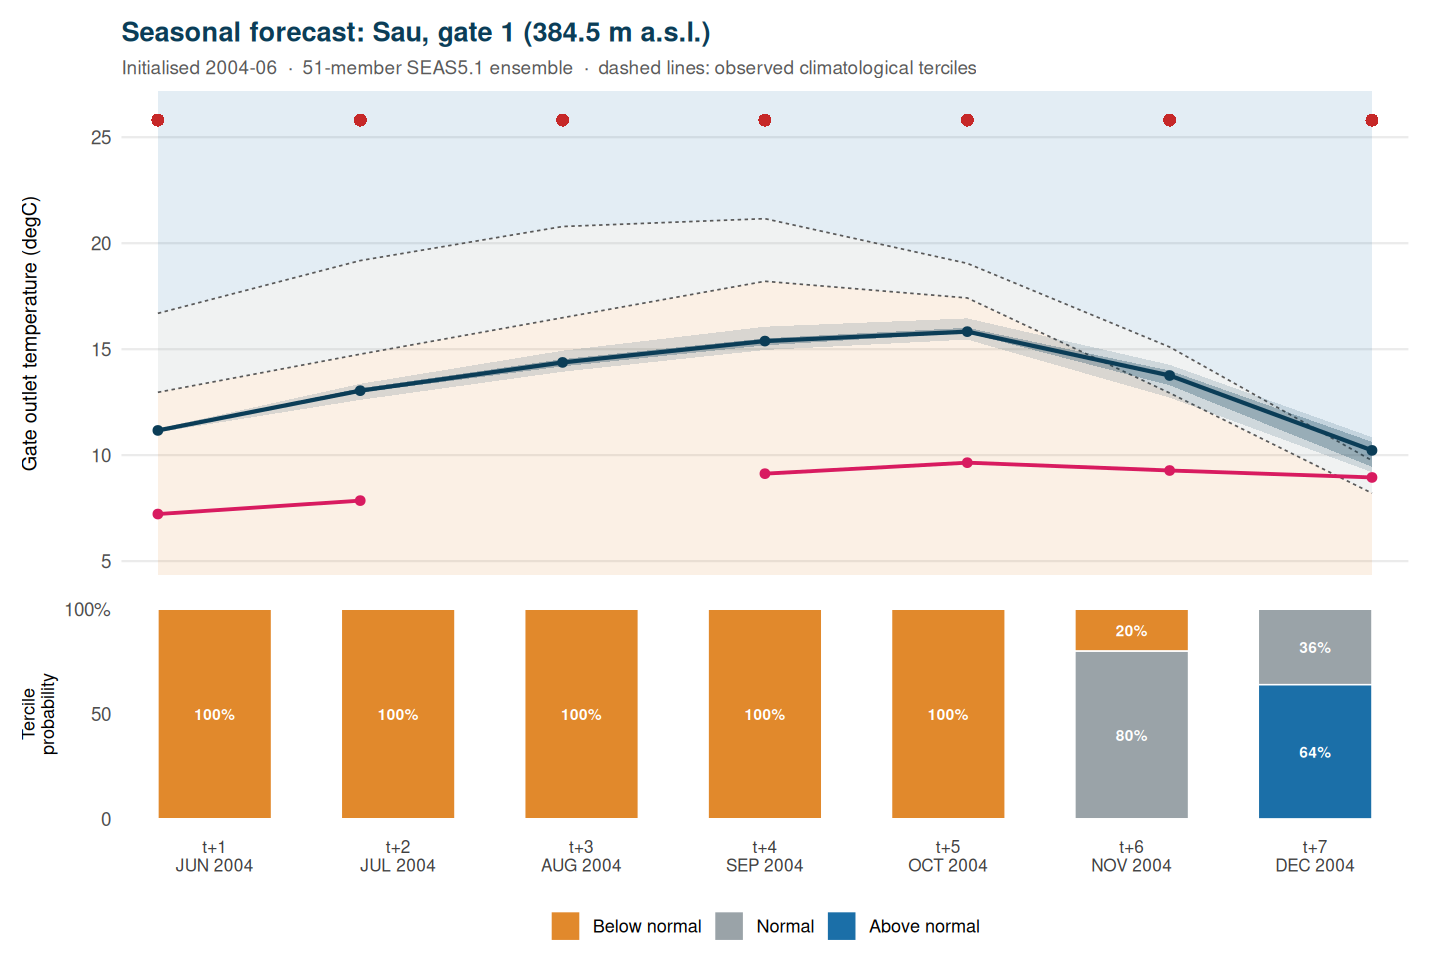 Seasonal forecast: Sau, gate 1 (384.5 m a.s.l.)
Initialised 2004-06 · 51-member SEAS5.1 ensemble · dashed lines: observed climatological terciles
Gate outlet temperature (degC)
25
20
15
10
5
Tercile
probability
100%
50
0
100%
100%
100%
100%
100%
20%
80%
36%
64%
t+1
JUN 2004
t+2
JUL 2004
t+3
AUG 2004
t+4
SEP 2004
t+5
OCT 2004
t+6
NOV 2004
t+7
DEC 2004
Below normal
Normal
Above normal